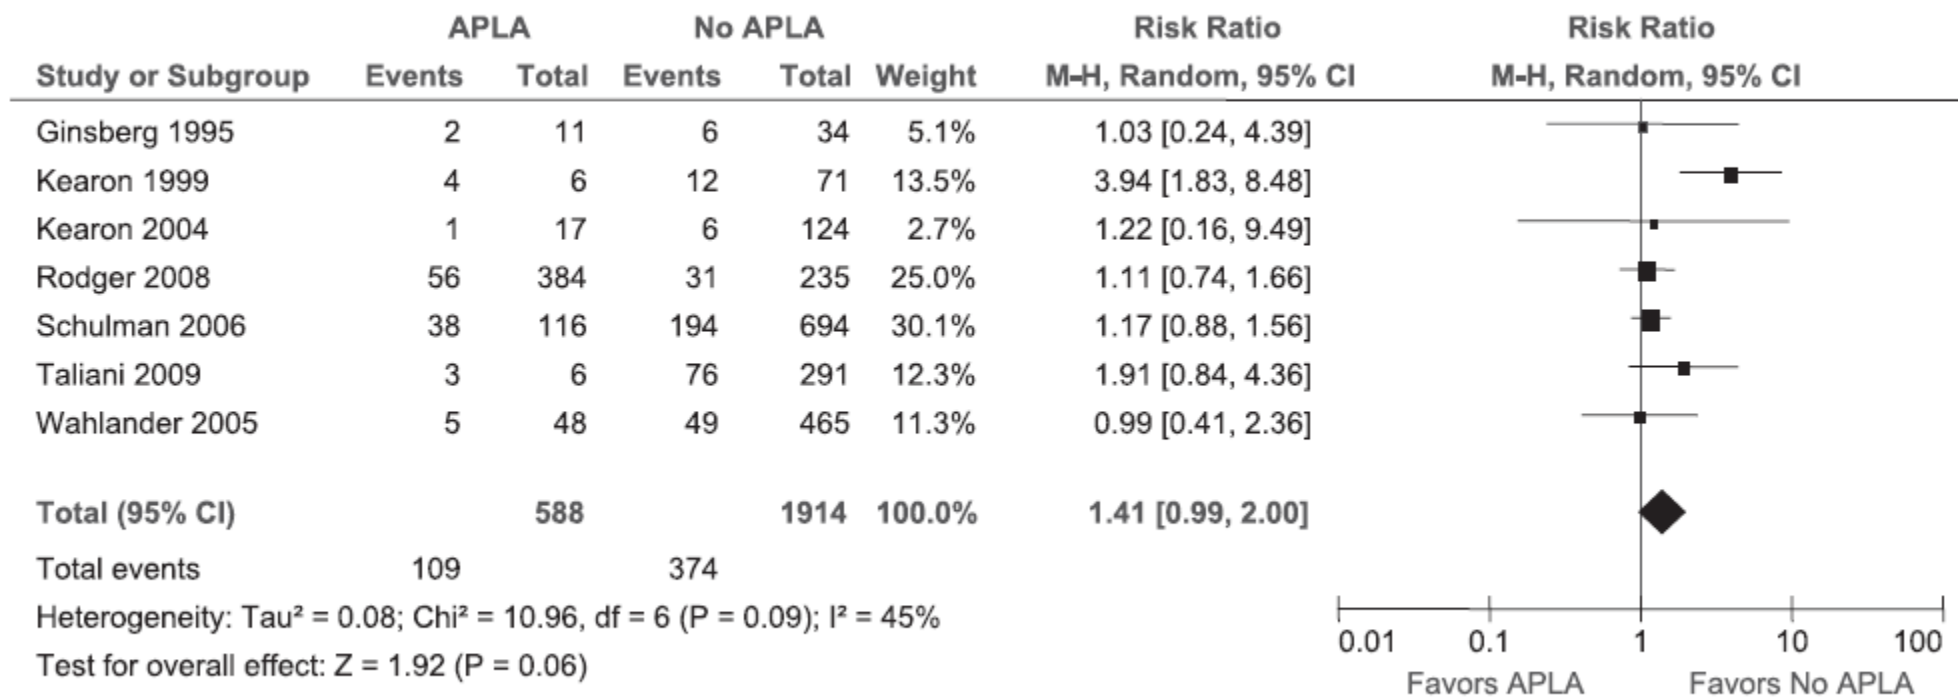 APLA No APLA Risk Ratio Risk Ratio
Study or Subgroup Events Total Events Total Weight M-H, Random, 95% CI M-H, Random, 95% CI
Ginsberg 1995 2 11 6 34 5.1% 1.03 [0.24, 4.39]
Kearon 1999 4 6 12 71 13.5% 3.94 [1.83, 8.48]
Kearon 2004 1 17 6 124 2.7% 1.22 [0.16, 9.49]
Rodger 2008 56 384 31 235 25.0% 1.11 [0.74, 1.66]
Schulman 2006 38 116 194 694 30.1% 1.17 [0.88, 1.56]
Taliani 2009 3 6 76 291 12.3% 1.91 [0.84, 4.36]
Wahlander 2005 5 48 49 465 11.3% 0.99 [0.41, 2.36]
Total (95% CI) 588 1914 100.0% 1.41 [0.99, 2.00]
Total events 109 374
Heterogeneity: Tau² = 0.08; Chi² = 10.96, df = 6 (P = 0.09); I² = 45%
Test for overall effect: Z = 1.92 (P = 0.06)
0.01 0.1 1 10 100
Favors APLA Favors No APLA